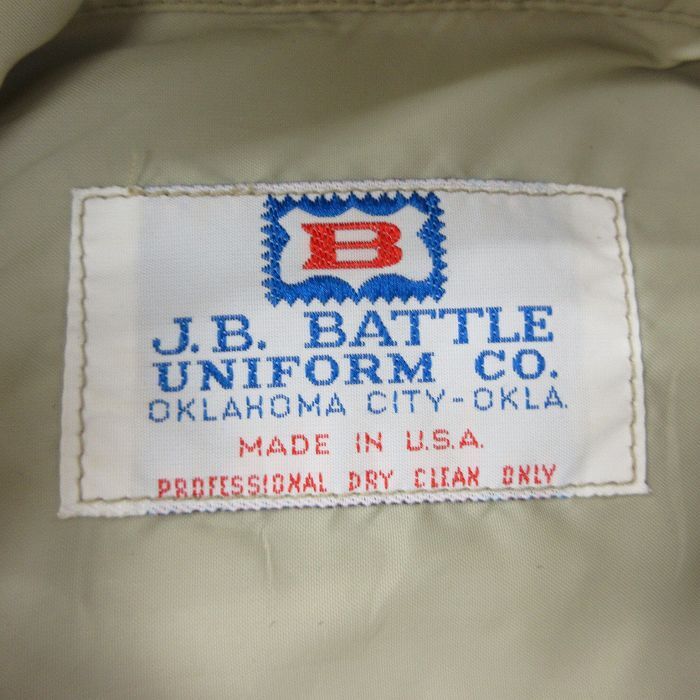 B
J.B. BATTLE
UNIFORM CO.
OKLAHOMA CITY-OKLA.
MADE IN U.S.A.
PROFESSIONAL DRY CLEAN ONLY